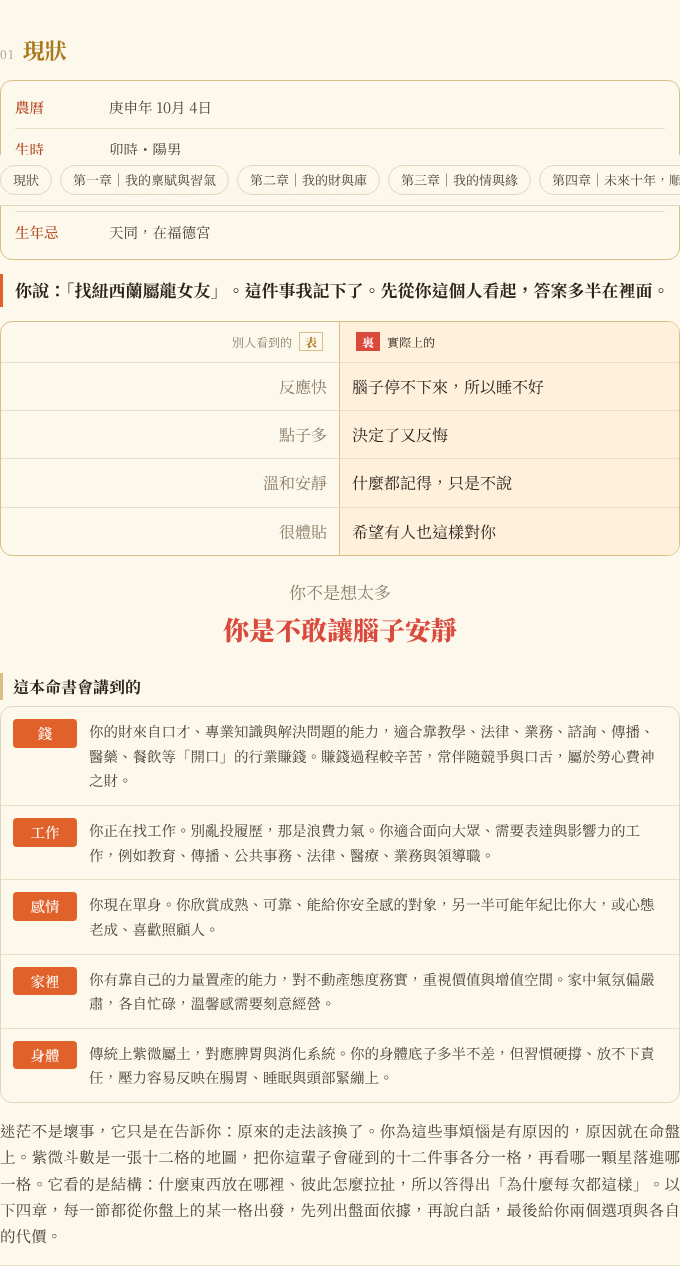 01 現狀
農曆 庚申年 10月 4日
生時 卯時・陽男
現狀 第一章｜我的稟賦與習氣 第二章｜我的財與庫 第三章｜我的情與緣 第四章｜未來十年，順
生年忌 天同，在福德宮
你說：「找紐西蘭屬龍女友」。這件事我記下了。先從你這個人看起，答案多半在裡面。
別人看到的 表 裏 實際上的
反應快 腦子停不下來，所以睡不好
點子多 決定了又反悔
溫和安靜 什麼都記得，只是不說
很體貼 希望有人也這樣對你
你不是想太多
你是不敢讓腦子安靜
這本命書會講到的
錢 你的財來自口才、專業知識與解決問題的能力，適合靠教學、法律、業務、諮詢、傳播、
醫藥、餐飲等「開口」的行業賺錢。賺錢過程較辛苦，常伴隨競爭與口舌，屬於勞心費神
之財。
工作 你正在找工作。別亂投履歷，那是浪費力氣。你適合面向大眾、需要表達與影響力的工
作，例如教育、傳播、公共事務、法律、醫療、業務與領導職。
感情 你現在單身。你欣賞成熟、可靠、能給你安全感的對象，另一半可能年紀比你大，或心態
老成、喜歡照顧人。
家裡 你有靠自己的力量置產的能力，對不動產態度務實，重視價值與增值空間。家中氣氛偏嚴
肅，各自忙碌，溫馨感需要刻意經營。
身體 傳統上紫微屬土，對應脾胃與消化系統。你的身體底子多半不差，但習慣硬撐、放不下責
任，壓力容易反映在腸胃、睡眠與頭部緊繃上。
迷茫不是壞事，它只是在告訴你：原來的走法該換了。你為這些事煩惱是有原因的，原因就在命盤
上。紫微斗數是一張十二格的地圖，把你這輩子會碰到的十二件事各分一格，再看哪一顆星落進哪
一格。它看的是結構：什麼東西放在哪裡、彼此怎麼拉扯，所以答得出「為什麼每次都這樣」。以
下四章，每一節都從你盤上的某一格出發，先列出盤面依據，再說白話，最後給你兩個選項與各自
的代價。